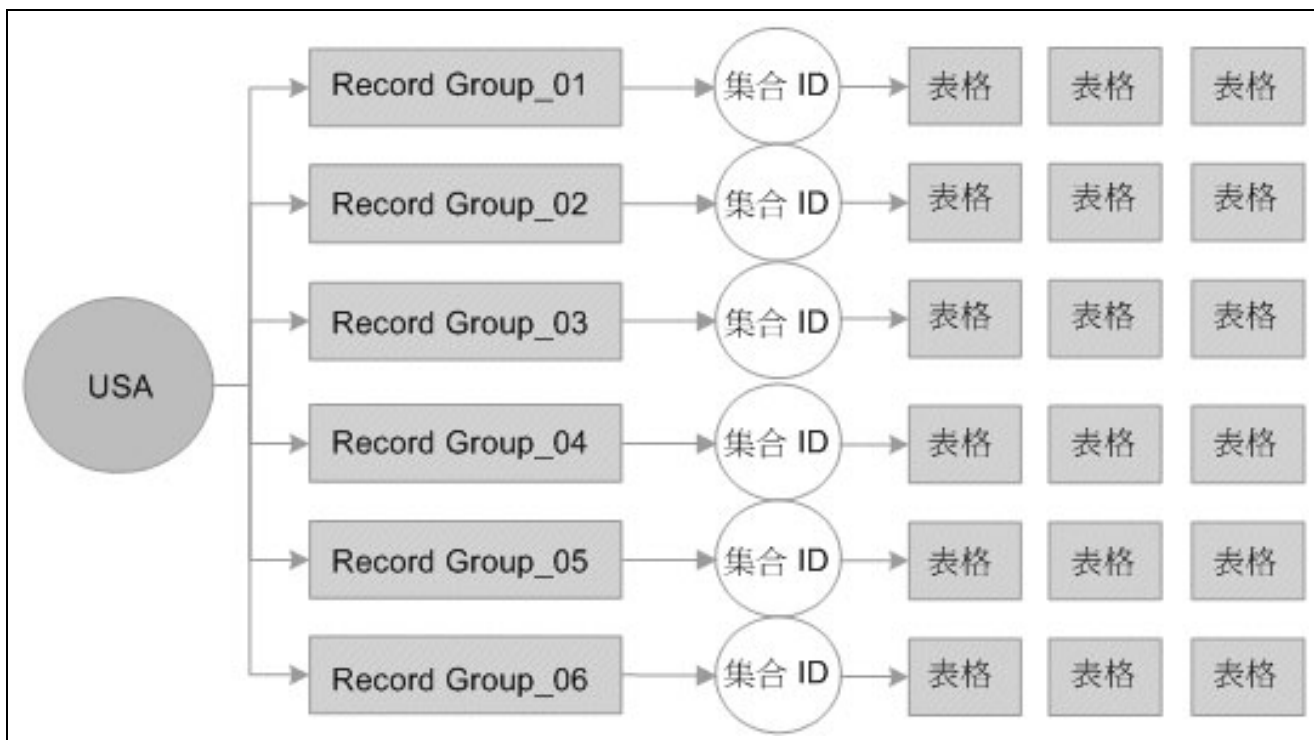 Record Group_01 集合 ID 表格 表格 表格
Record Group_02 集合 ID 表格 表格 表格
Record Group_03 集合 ID 表格 表格 表格
USA
Record Group_04 集合 ID 表格 表格 表格
Record Group_05 集合 ID 表格 表格 表格
Record Group_06 集合 ID 表格 表格 表格